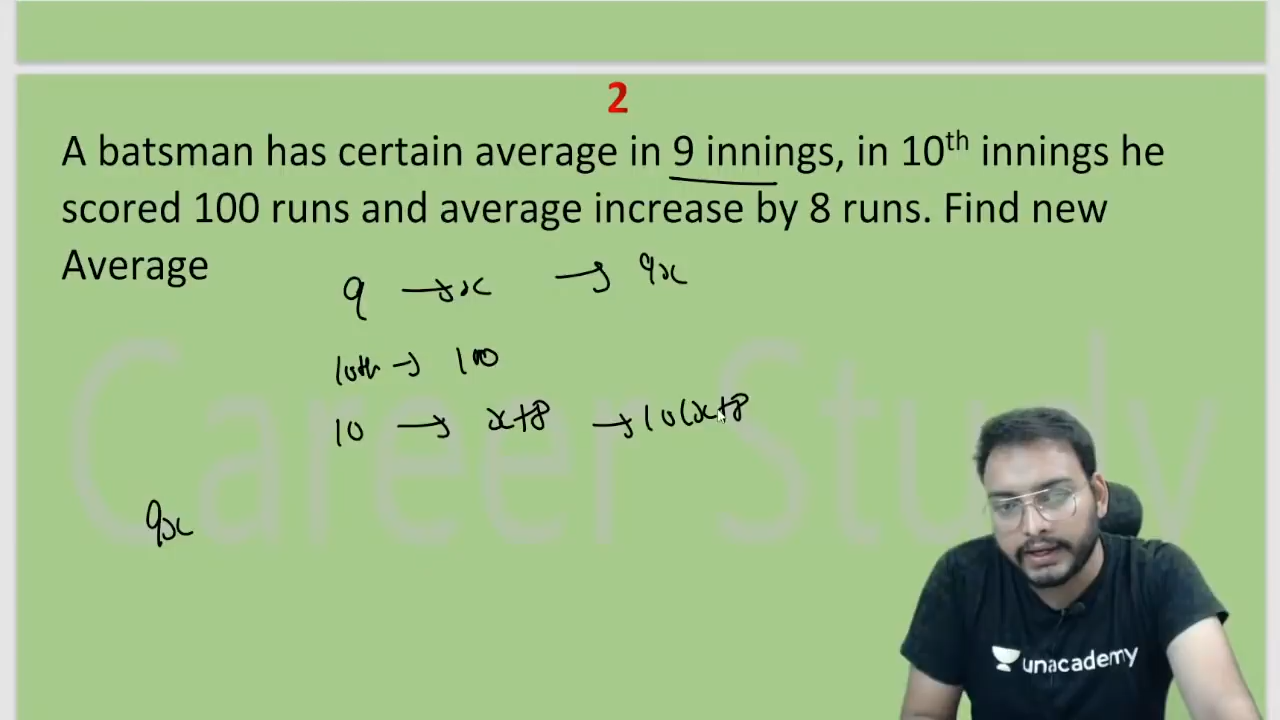 2
A batsman has certain average in 9 innings, in 10th innings he
scored 100 runs and average increase by 8 runs. Find new
Average
9 → x → 9x
10th → 100
10 → x+8 → 10(x+8
9x
Career Study
unacademy